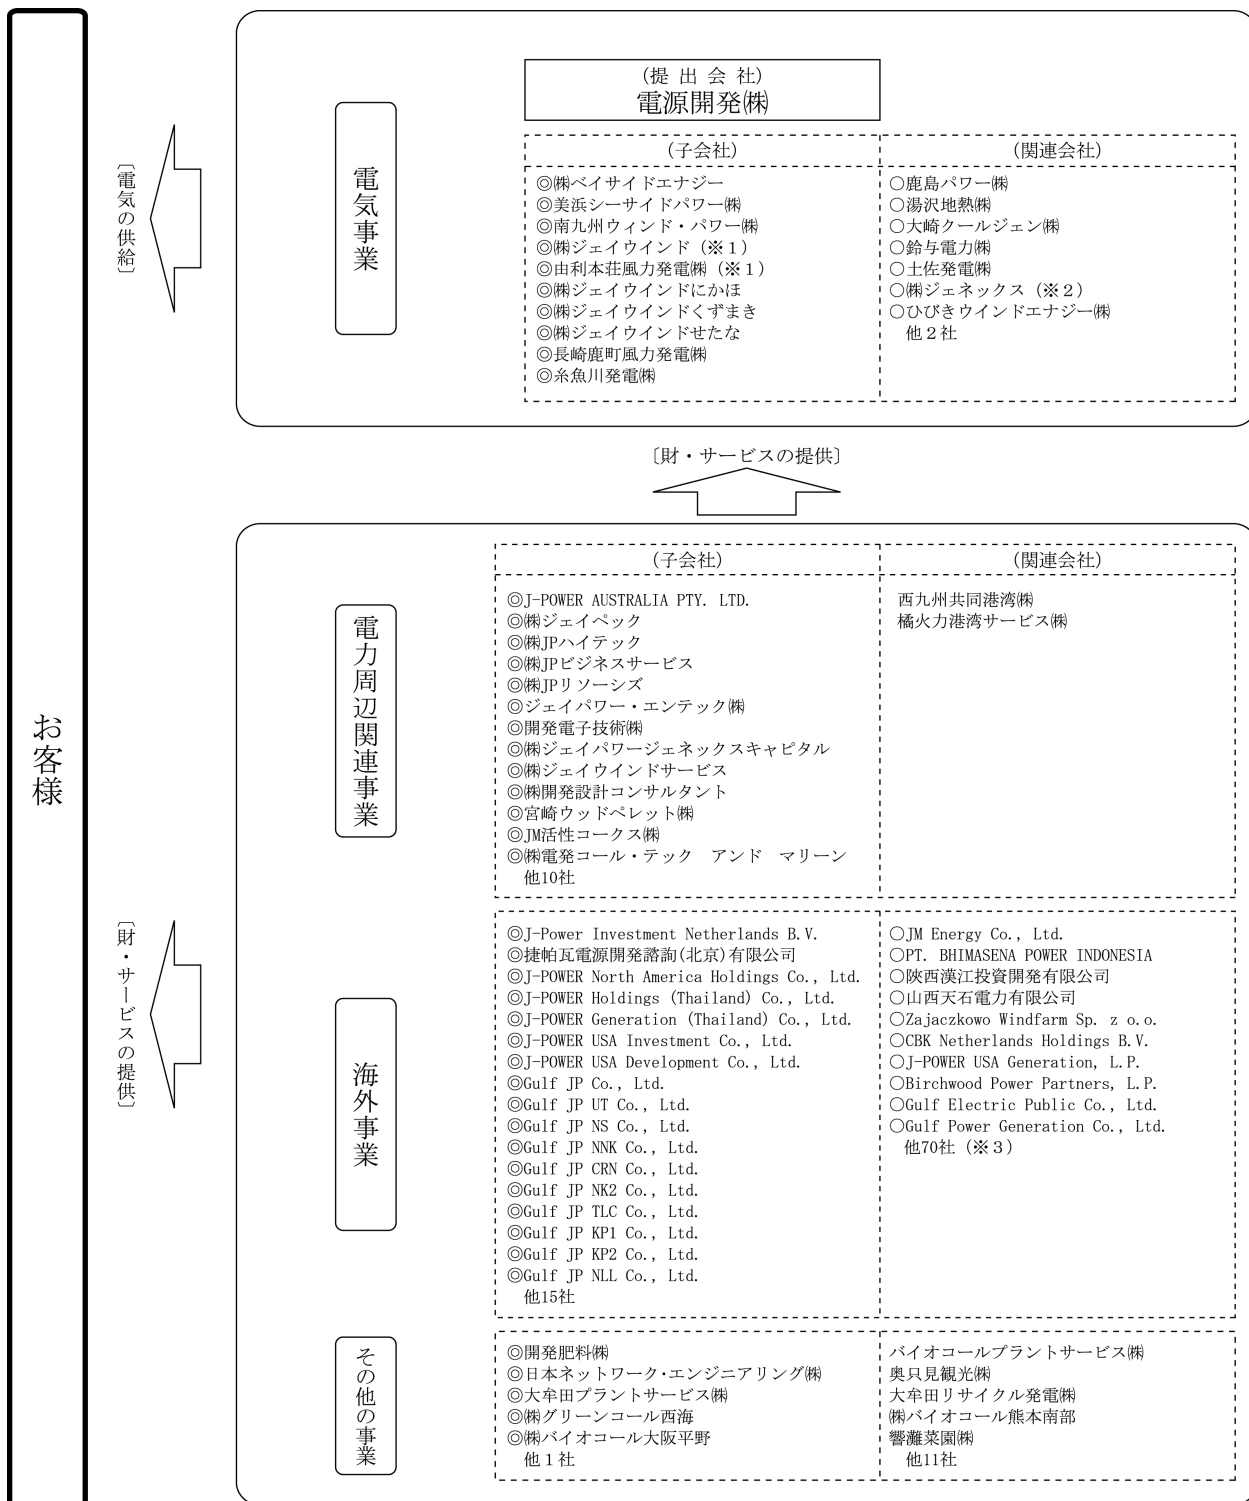 お客様
〔電気の供給〕
電気事業
(提 出 会 社)
電源開発㈱
(子会社)
◎㈱ベイサイドエナジー
◎美浜シーサイドパワー㈱
◎南九州ウィンド・パワー㈱
◎㈱ジェイウインド（※１）
◎由利本荘風力発電㈱（※１）
◎㈱ジェイウインドにかほ
◎㈱ジェイウインドくずまき
◎㈱ジェイウインドせたな
◎長崎鹿町風力発電㈱
◎糸魚川発電㈱
(関連会社)
○鹿島パワー㈱
○湯沢地熱㈱
○大崎クールジェン㈱
○鈴与電力㈱
○土佐発電㈱
○㈱ジェネックス（※２）
○ひびきウインドエナジー㈱
他２社
〔財・サービスの提供〕
〔財・サービスの提供〕
電力周辺関連事業
(子会社)
◎J-POWER AUSTRALIA PTY. LTD.
◎㈱ジェイペック
◎㈱JPハイテック
◎㈱JPビジネスサービス
◎㈱JPリソーシズ
◎ジェイパワー・エンテック㈱
◎開発電子技術㈱
◎㈱ジェイパワージェネックスキャピタル
◎㈱ジェイウインドサービス
◎㈱開発設計コンサルタント
◎宮崎ウッドペレット㈱
◎JM活性コークス㈱
◎㈱電発コール・テック　アンド　マリーン
他10社
(関連会社)
西九州共同港湾㈱
橘火力港湾サービス㈱
海外事業
◎J-Power Investment Netherlands B.V.
◎捷帕瓦電源開発諮詢(北京)有限公司
◎J-POWER North America Holdings Co., Ltd.
◎J-POWER Holdings (Thailand) Co., Ltd.
◎J-POWER Generation (Thailand) Co., Ltd.
◎J-POWER USA Investment Co., Ltd.
◎J-POWER USA Development Co., Ltd.
◎Gulf JP Co., Ltd.
◎Gulf JP UT Co., Ltd.
◎Gulf JP NS Co., Ltd.
◎Gulf JP NNK Co., Ltd.
◎Gulf JP CRN Co., Ltd.
◎Gulf JP NK2 Co., Ltd.
◎Gulf JP TLC Co., Ltd.
◎Gulf JP KP1 Co., Ltd.
◎Gulf JP KP2 Co., Ltd.
◎Gulf JP NLL Co., Ltd.
他15社
○JM Energy Co., Ltd.
○PT. BHIMASENA POWER INDONESIA
○陝西漢江投資開発有限公司
○山西天石電力有限公司
○Zajaczkowo Windfarm Sp. z o.o.
○CBK Netherlands Holdings B.V.
○J-POWER USA Generation, L.P.
○Birchwood Power Partners, L.P.
○Gulf Electric Public Co., Ltd.
○Gulf Power Generation Co., Ltd.
他70社（※３）
その他の事業
◎開発肥料㈱
◎日本ネットワーク・エンジニアリング㈱
◎大牟田プラントサービス㈱
◎㈱グリーンコール西海
◎㈱バイオコール大阪平野
他１社
バイオコールプラントサービス㈱
奥只見観光㈱
大牟田リサイクル発電㈱
㈱バイオコール熊本南部
響灘菜園㈱
他11社